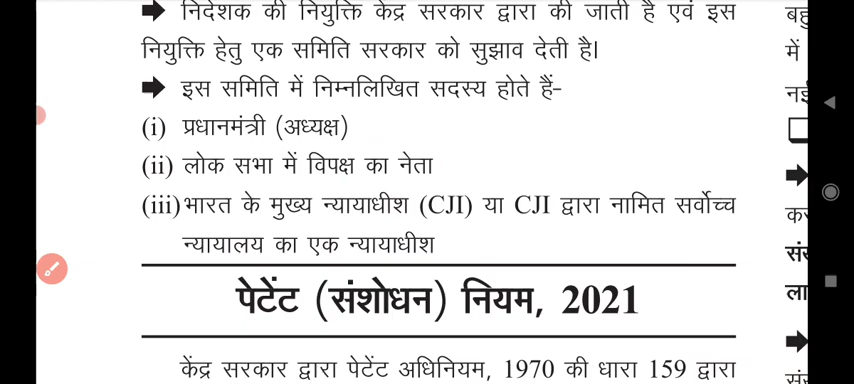 ➡ निदेशक की नियुक्ति केंद्र सरकार द्वारा की जाती है एवं इस
नियुक्ति हेतु एक समिति सरकार को सुझाव देती है।
➡ इस समिति में निम्नलिखित सदस्य होते हैं-
(i) प्रधानमंत्री (अध्यक्ष)
(ii) लोक सभा में विपक्ष का नेता
(iii) भारत के मुख्य न्यायाधीश (CJI) या CJI द्वारा नामित सर्वोच्च
न्यायालय का एक न्यायाधीश
पेटेंट (संशोधन) नियम, 2021
केंद्र सरकार द्वारा पेटेंट अधिनियम, 1970 की धारा 159 द्वारा
में